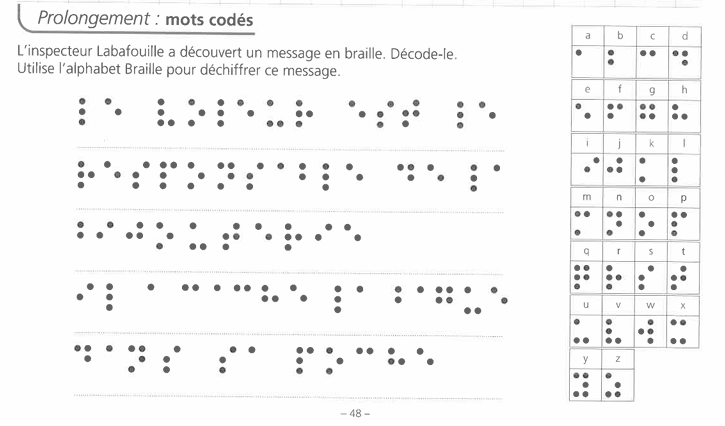 Prolongement : mots codés
L'inspecteur Labafouille a découvert un message en braille. Décode-le.
Utilise l'alphabet Braille pour déchiffrer ce message.
⠇⠑ ⠧⠕⠇⠑⠥⠗ ⠑⠎⠞ ⠇⠑
⠗⠑⠎⠏⠕⠝⠎⠁⠃⠇⠑ ⠙⠑ ⠇⠁
⠃⠊⠚⠕⠥⠞⠑⠗⠊⠑
⠊⠇ ⠁ ⠉⠁⠉⠓⠑ ⠇⠁ ⠃⠁⠛⠥⠑
⠙⠁⠝⠎ ⠎⠁ ⠏⠕⠉⠓⠑
a b c d
⠁ ⠃ ⠉ ⠙
e f g h
⠑ ⠋ ⠛ ⠓
i j k l
⠊ ⠚ ⠅ ⠇
m n o p
⠍ ⠝ ⠕ ⠏
q r s t
⠟ ⠗ ⠎ ⠞
u v w x
⠥ ⠧ ⠺ ⠭
y z
⠽ ⠵
– 48 –